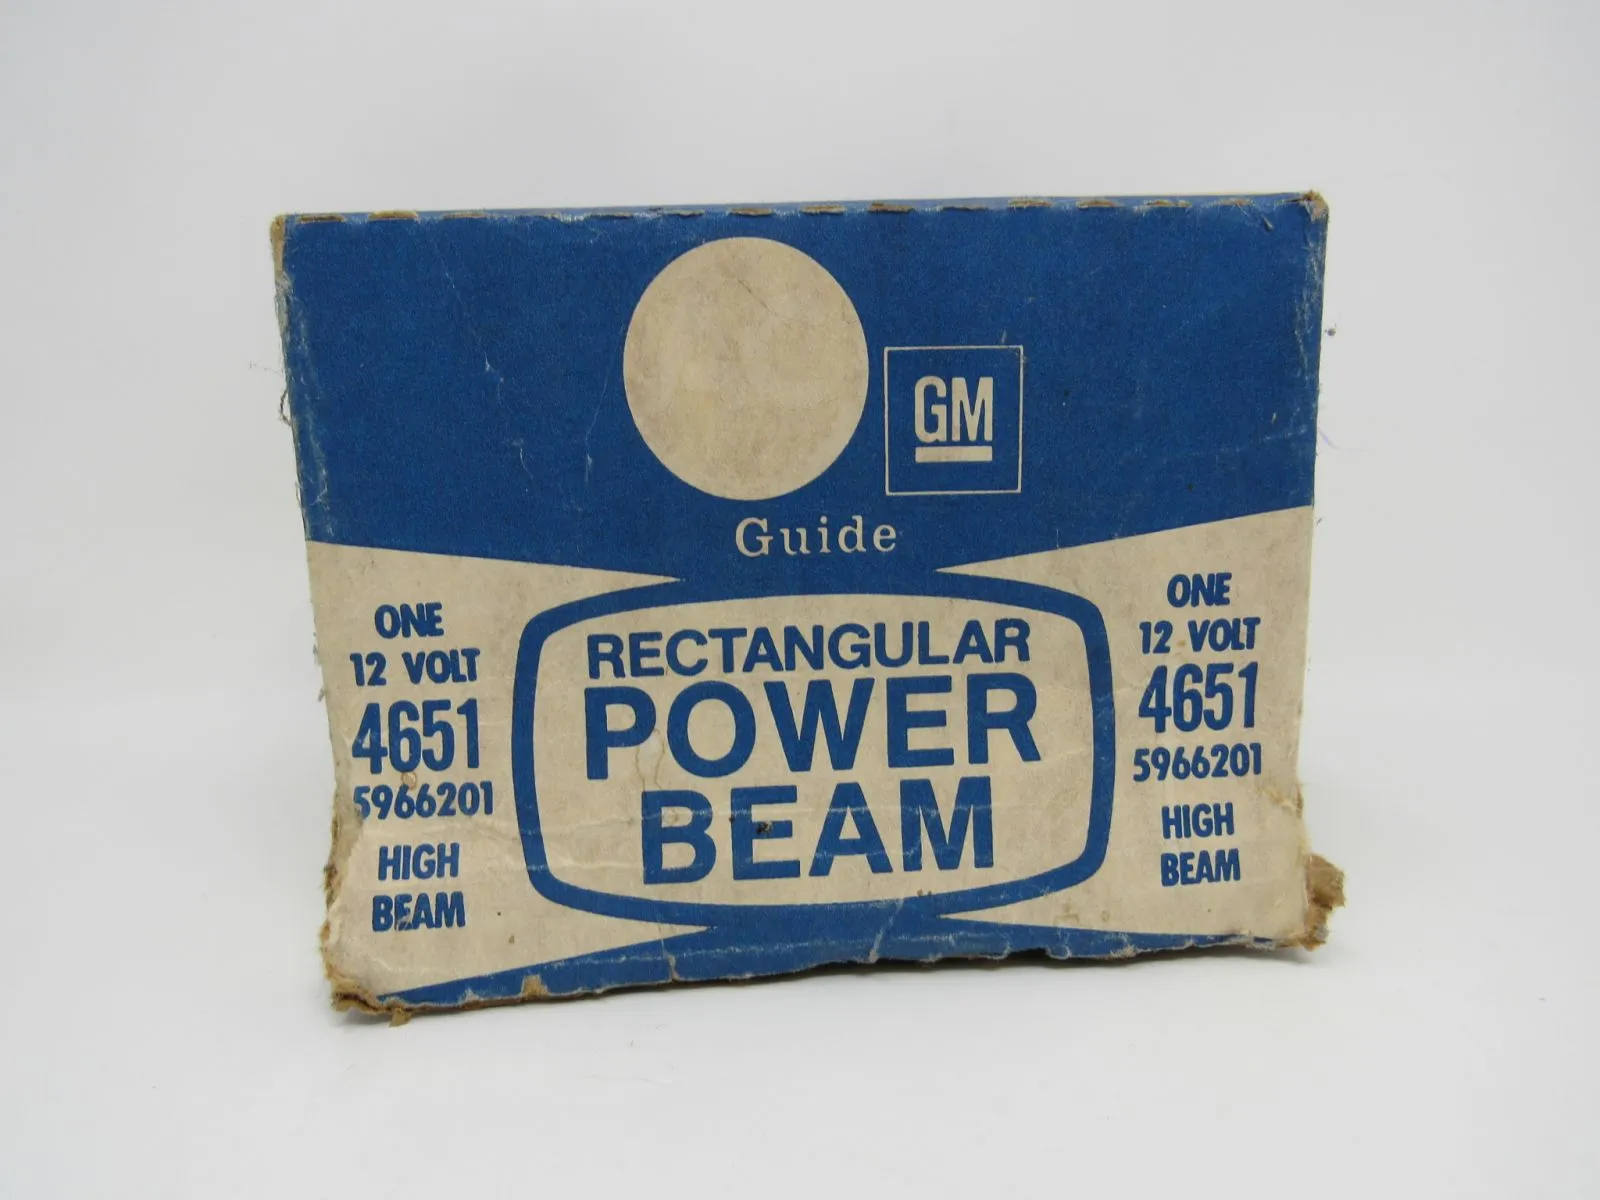 GM
Guide
ONE
12 VOLT
4651
5966201
HIGH
BEAM
RECTANGULAR
POWER
BEAM
ONE
12 VOLT
4651
5966201
HIGH
BEAM